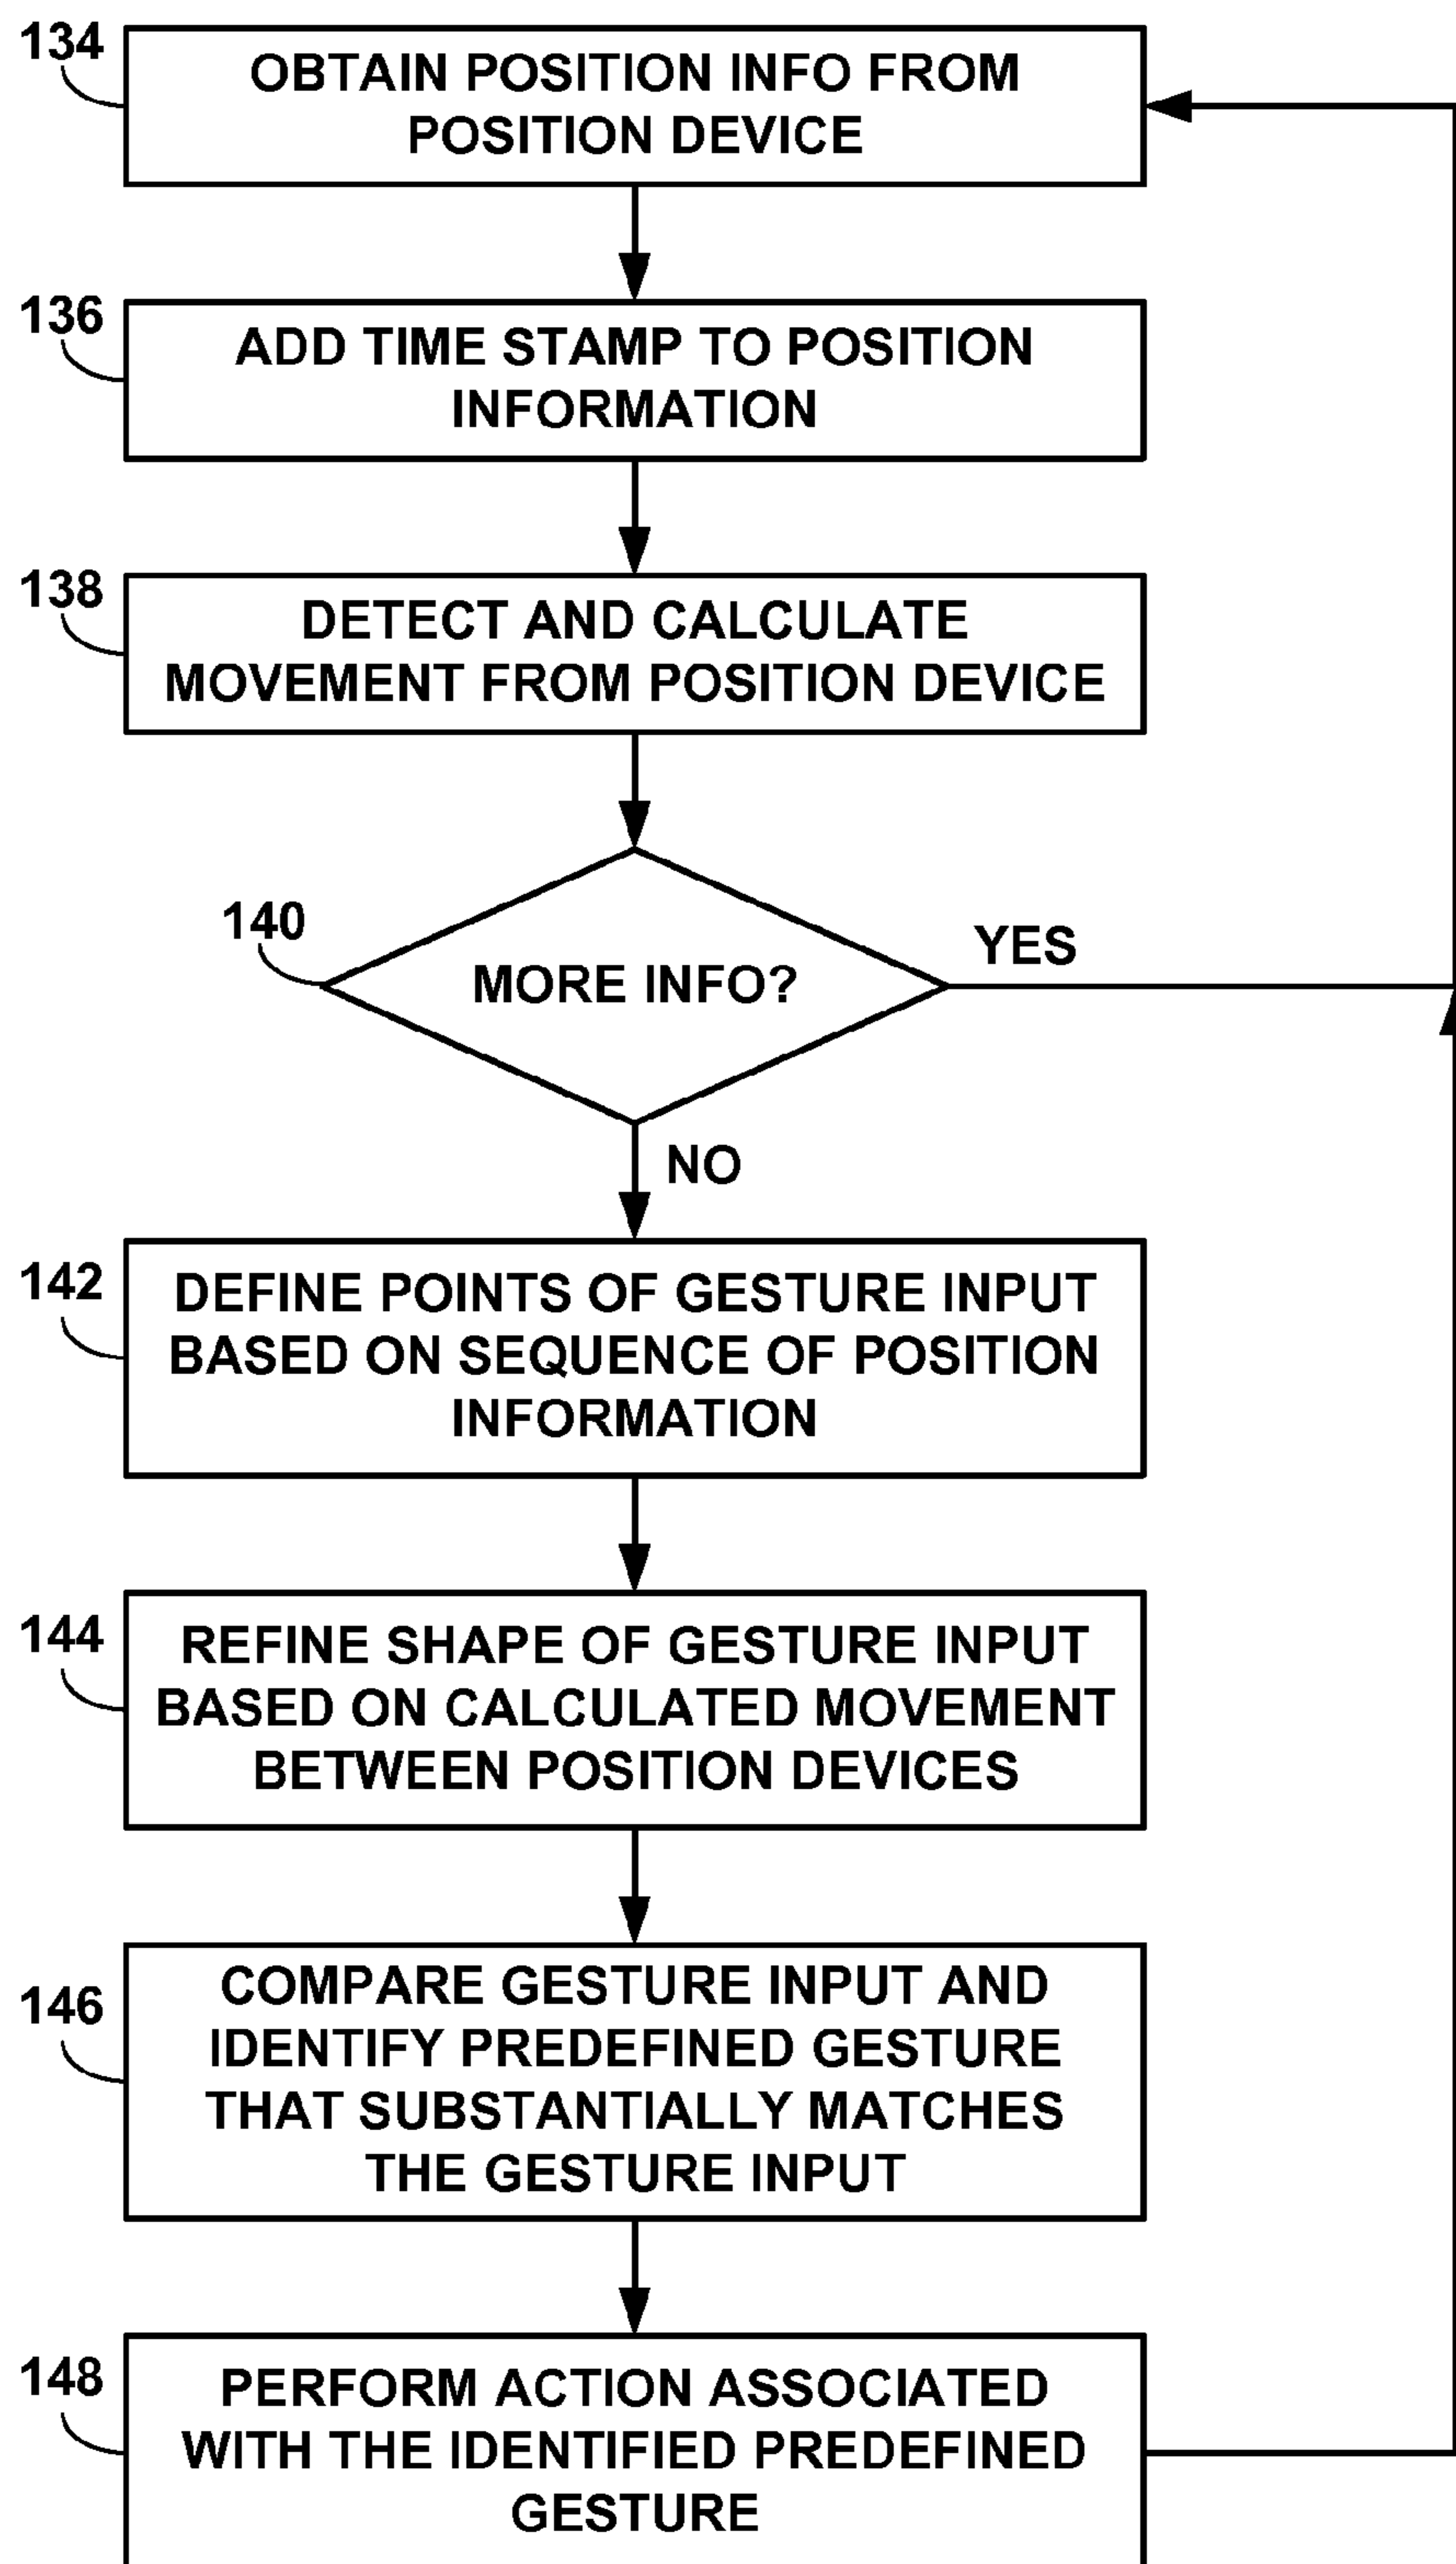 134
OBTAIN POSITION INFO FROM
POSITION DEVICE
136
ADD TIME STAMP TO POSITION
INFORMATION
138
DETECT AND CALCULATE
MOVEMENT FROM POSITION DEVICE
140
MORE INFO?
YES
NO
142
DEFINE POINTS OF GESTURE INPUT
BASED ON SEQUENCE OF POSITION
INFORMATION
144
REFINE SHAPE OF GESTURE INPUT
BASED ON CALCULATED MOVEMENT
BETWEEN POSITION DEVICES
146
COMPARE GESTURE INPUT AND
IDENTIFY PREDEFINED GESTURE
THAT SUBSTANTIALLY MATCHES
THE GESTURE INPUT
148
PERFORM ACTION ASSOCIATED
WITH THE IDENTIFIED PREDEFINED
GESTURE